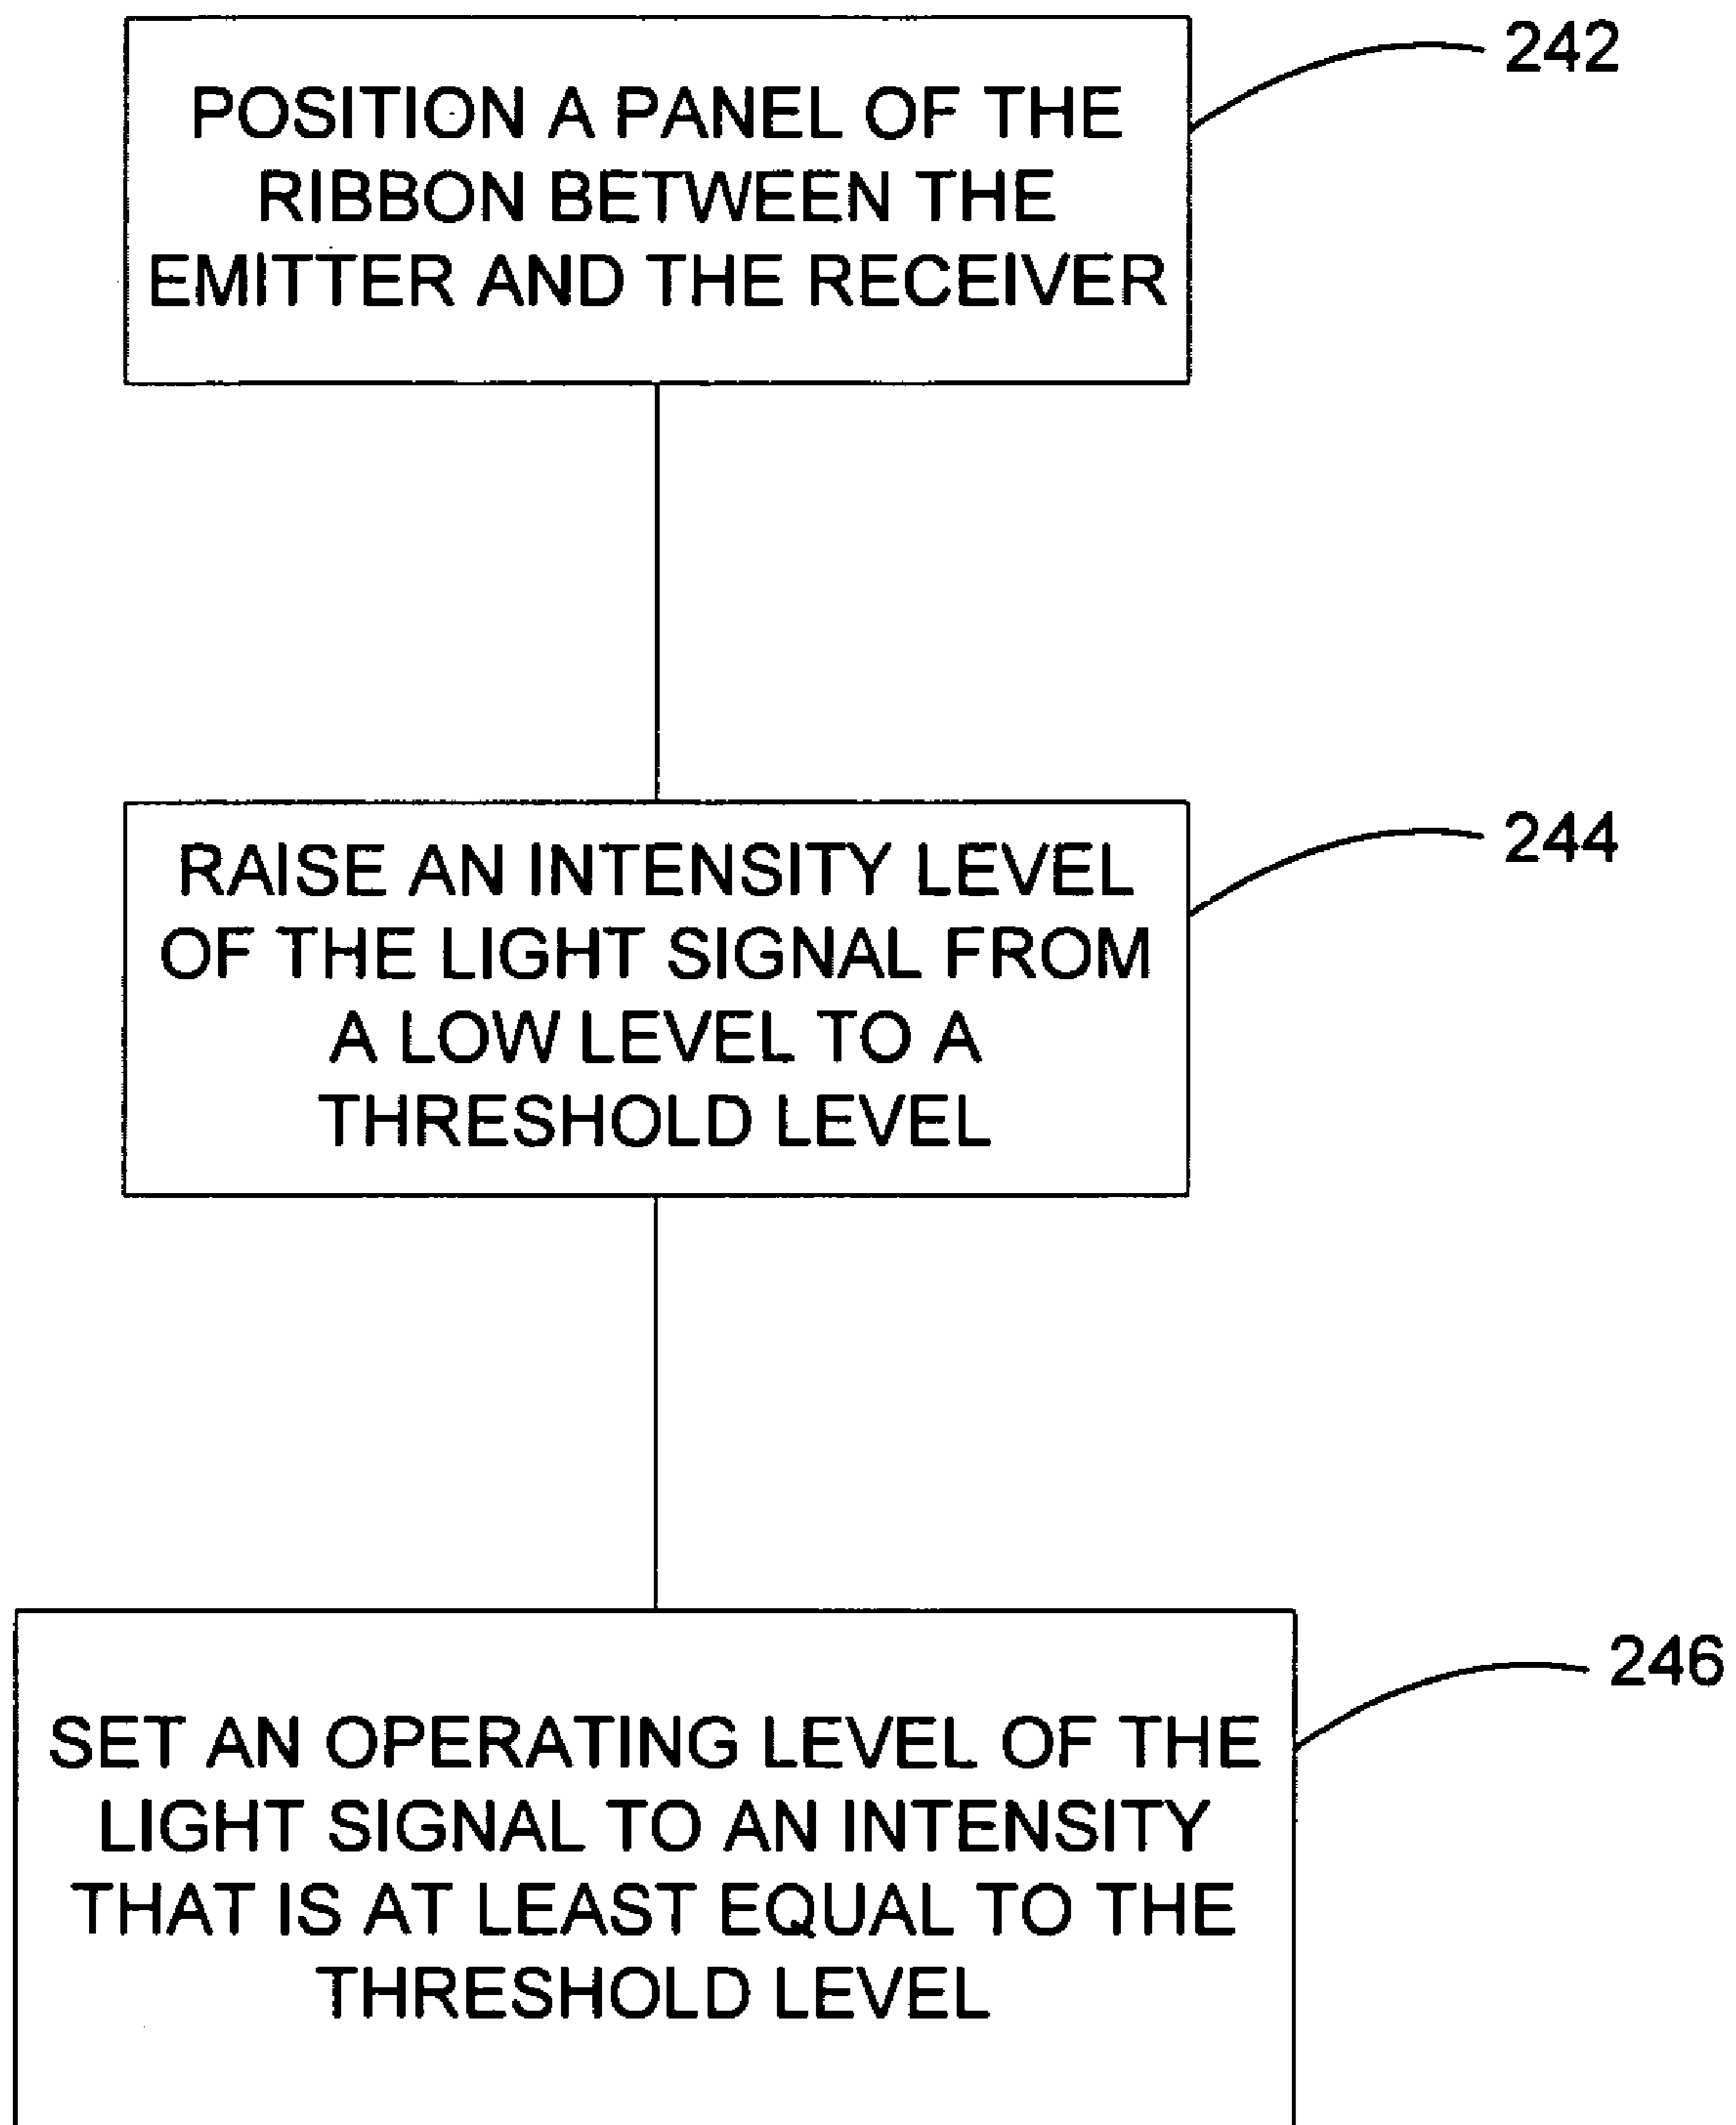 POSITION A PANEL OF THE
RIBBON BETWEEN THE
EMITTER AND THE RECEIVER
242
RAISE AN INTENSITY LEVEL
OF THE LIGHT SIGNAL FROM
A LOW LEVEL TO A
THRESHOLD LEVEL
244
SET AN OPERATING LEVEL OF THE
LIGHT SIGNAL TO AN INTENSITY
THAT IS AT LEAST EQUAL TO THE
THRESHOLD LEVEL
246